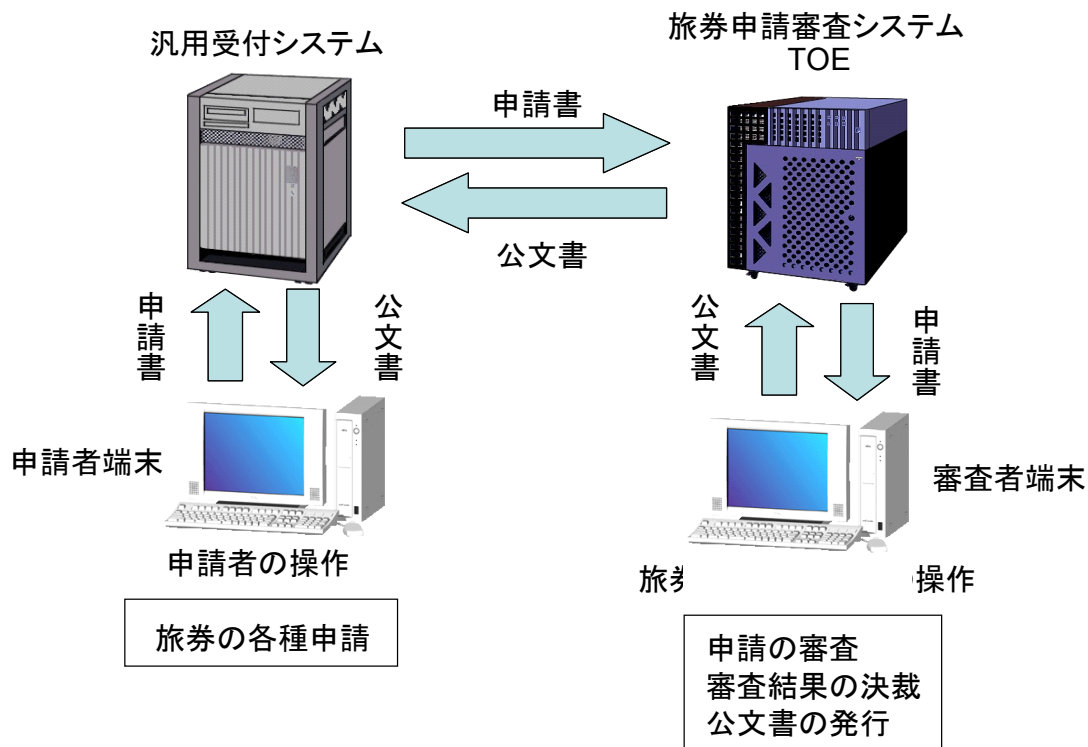 汎用受付システム
旅券申請審査システム
TOE
申請書
公文書
申請書
公文書
公文書
申請書
申請者端末
審査者端末
申請者の操作
旅券
操作
旅券の各種申請
申請の審査
審査結果の決裁
公文書の発行